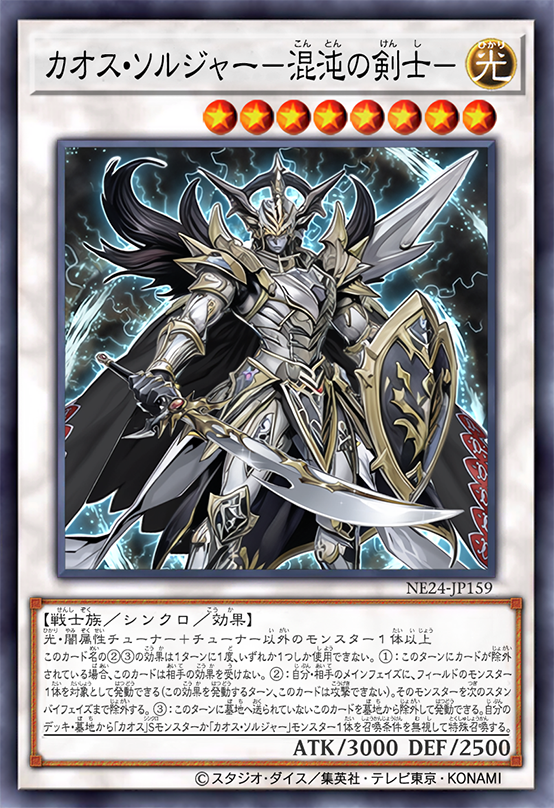 カオス・ソルジャー－混沌の剣士－
光
NE24-JP159
【戦士族／シンクロ／効果】
光・闇属性チューナー＋チューナー以外のモンスター１体以上
このカード名の②③の効果は１ターンに１度、いずれか１つしか使用できない。①：このターンにカードが除外
されている場合、このカードは相手の効果を受けない。②：自分・相手のメインフェイズに、フィールドのモンスター
１体を対象として発動できる（この効果を発動するターン、このカードは攻撃できない）。そのモンスターを次のスタン
バイフェイズまで除外する。③：このターンに墓地へ送られていないこのカードを墓地から除外して発動できる。自分の
デッキ・墓地から「カオス」Sモンスターか「カオス・ソルジャー」モンスター１体を召喚条件を無視して特殊召喚する。
ATK/3000 DEF/2500
©スタジオ・ダイス／集英社・テレビ東京・KONAMI